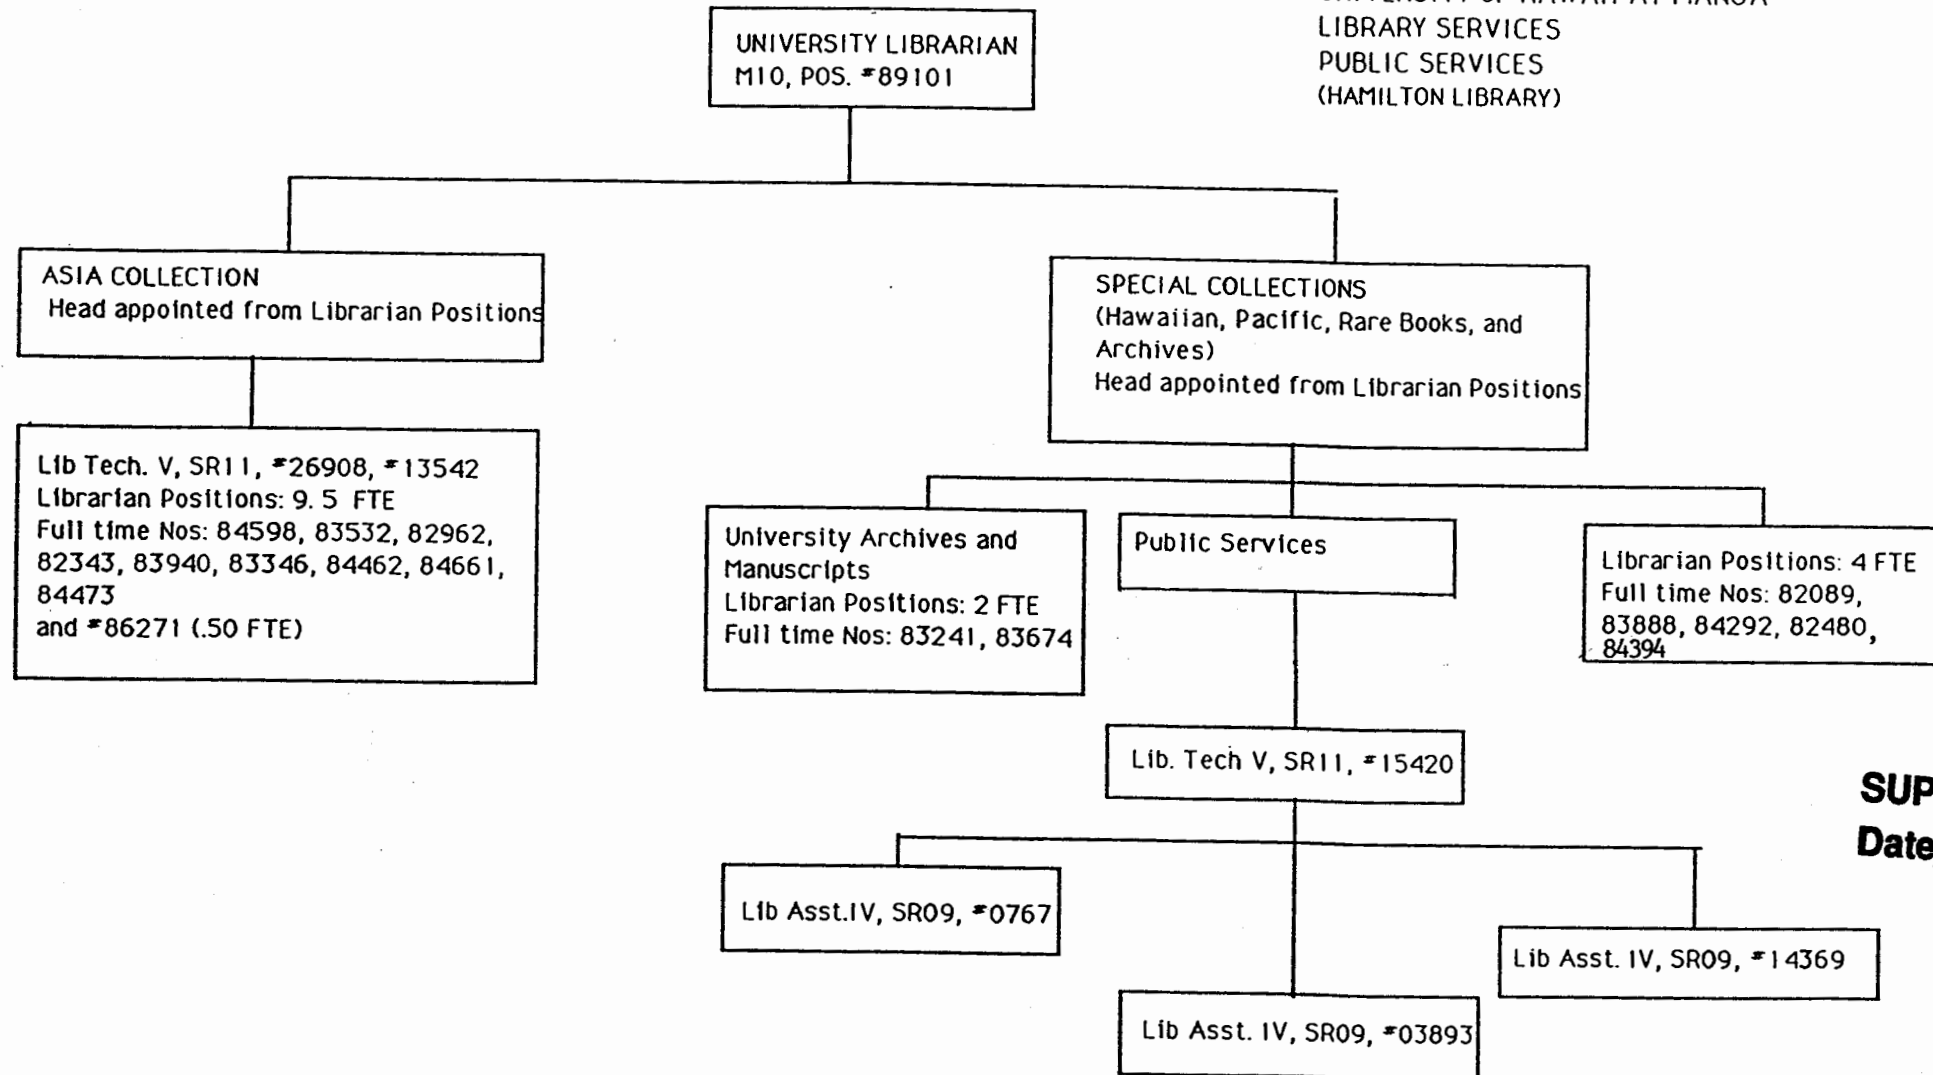 UNIVERSITY OF HAWAII AT MANOA
LIBRARY SERVICES
PUBLIC SERVICES
(HAMILTON LIBRARY)
UNIVERSITY LIBRARIAN
M10, POS. #89101
ASIA COLLECTION
Head appointed from Librarian Positions
SPECIAL COLLECTIONS
(Hawaiian, Pacific, Rare Books, and
Archives)
Head appointed from Librarian Positions
Lib Tech. V, SR11, #26908, #13542
Librarian Positions: 9.5 FTE
Full time Nos: 84598, 83532, 82962,
82343, 83940, 83346, 84462, 84661,
84473
and #86271 (.50 FTE)
University Archives and
Manuscripts
Librarian Positions: 2 FTE
Full time Nos: 83241, 83674
Public Services
Librarian Positions: 4 FTE
Full time Nos: 82089,
83888, 84292, 82480,
84394
Lib. Tech V, SR11, #15420
SUP
Date
Lib Asst.IV, SR09, #0767
Lib Asst. IV, SR09, #14369
Lib Asst. IV, SR09, #03893